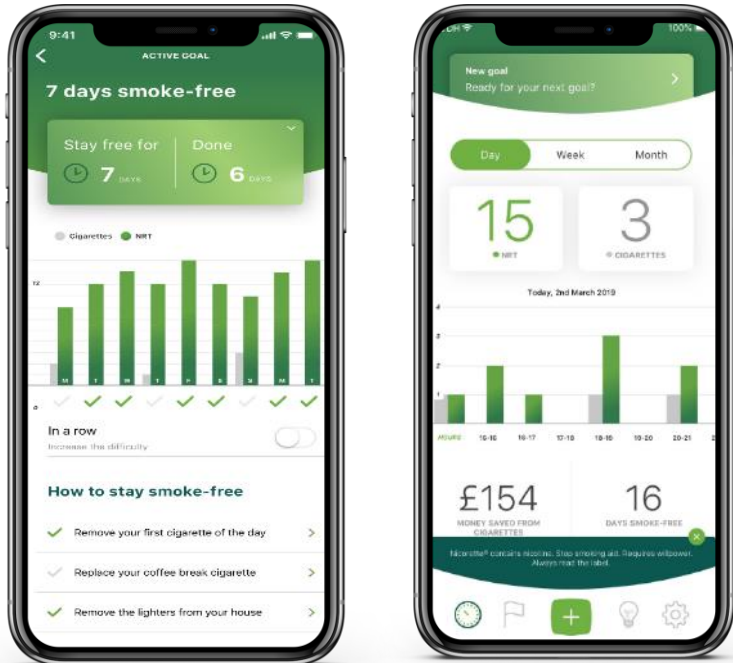 9:41
ACTIVE GOAL
7 days smoke-free
Stay free for
7 DAYS
Done
6 DAYS
Cigarettes NRT
12
M T W T F S S M T
0
In a row
Increase the difficulty
How to stay smoke-free
Remove your first cigarette of the day
Replace your coffee break cigarette
Remove the lighters from your house
100%
New goal
Ready for your next goal?
Day Week Month
15
NRT
3
CIGARETTES
Today, 2nd March 2019
4
3
2
1
HOURS 15-16 16-17 17-18 18-19 19-20 20-21
£154
MONEY SAVED FROM
CIGARETTES
16
DAYS SMOKE-FREE
Nicorette® contains nicotine. Stop smoking aid. Requires willpower.
Always read the label.